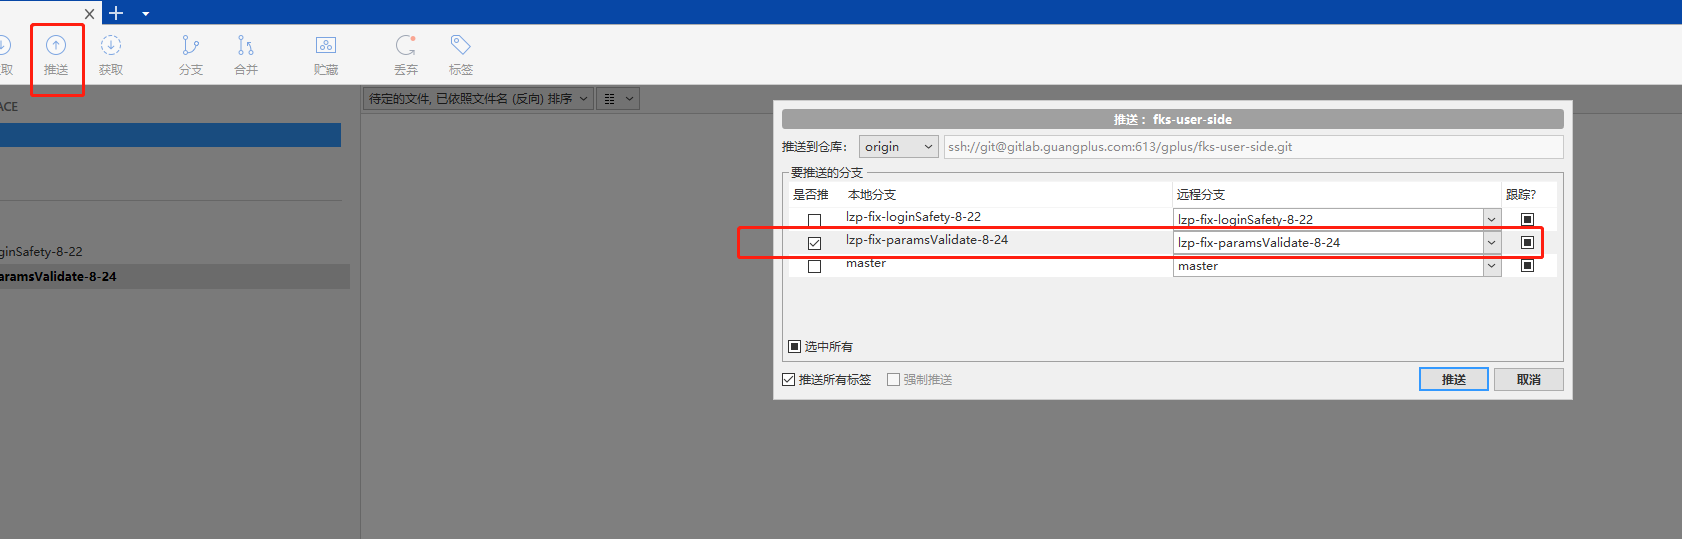 取
推送
获取
分支
合并
贮藏
丢弃
标签
ACE
待定的文件, 已依照文件名 (反向) 排序
推送： fks-user-side
推送到仓库：
origin
ssh://git@gitlab.guangplus.com:613/gplus/fks-user-side.git
要推送的分支
是否推 本地分支 远程分支 跟踪?
lzp-fix-loginSafety-8-22 lzp-fix-loginSafety-8-22
lzp-fix-paramsValidate-8-24 lzp-fix-paramsValidate-8-24
master master
选中所有
推送所有标签
强制推送
推送
取消
ginSafety-8-22
aramsValidate-8-24